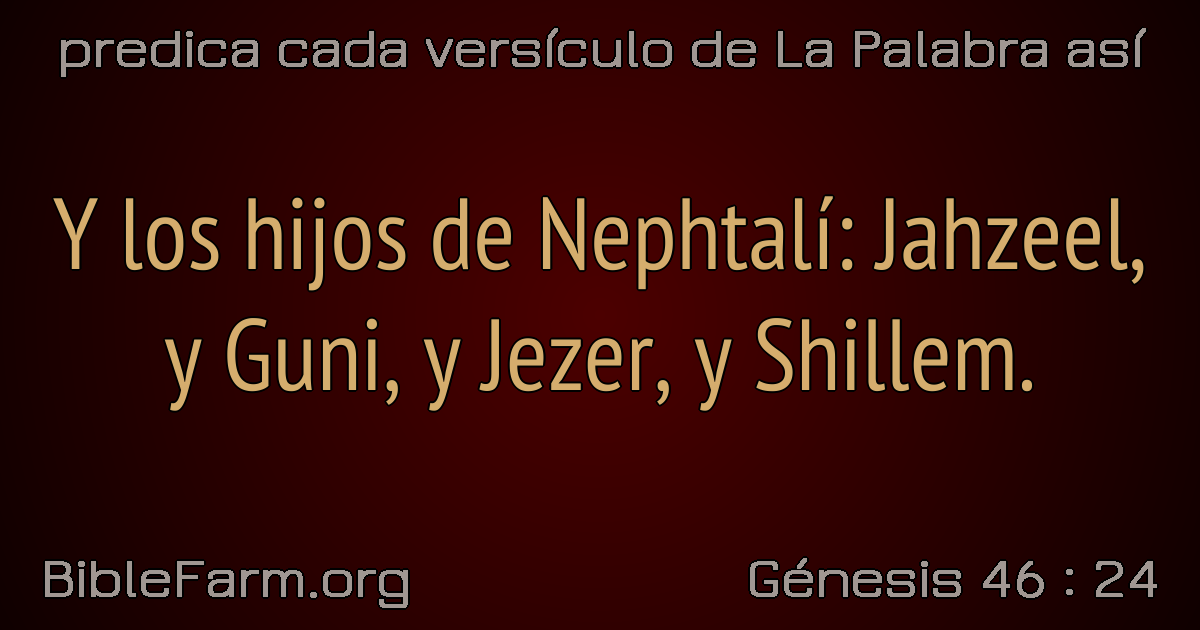 predica cada versículo de La Palabra así
Y los hijos de Nephtalí: Jahzeel,
y Guni, y Jezer, y Shillem.
BibleFarm.org
Génesis 46 : 24